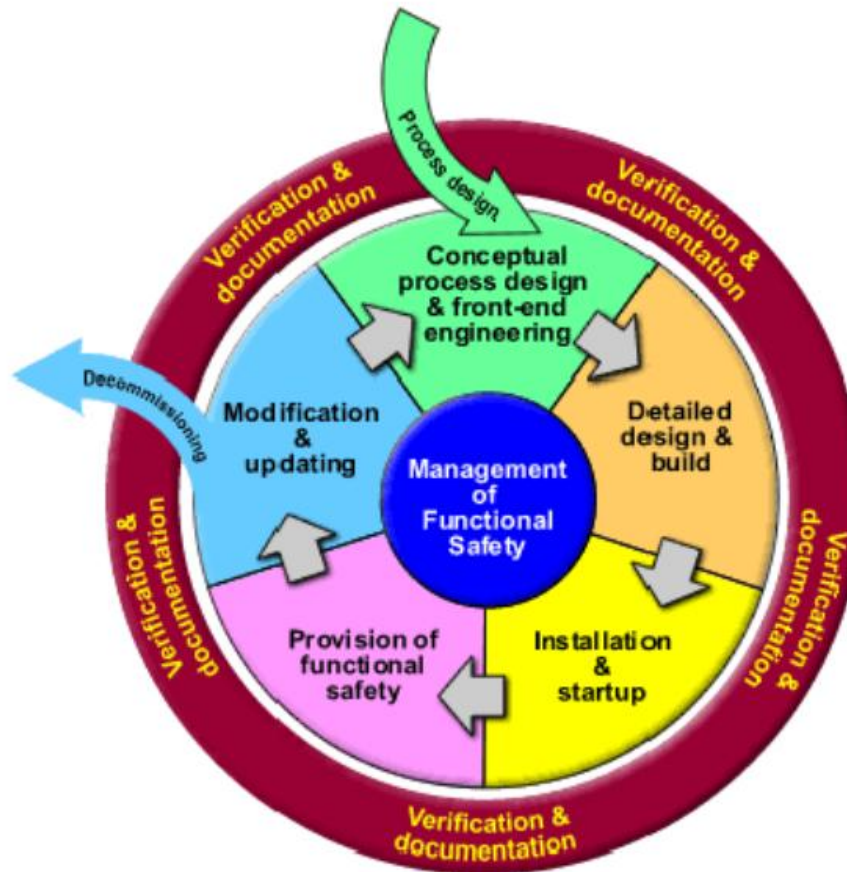 Process design
Verification &
documentation
Verification &
documentation
Conceptual
process design
& front-end
engineering
Decommissioning
Modification
&
updating
Detailed
design &
build
Management
of
Functional
Safety
Verification &
documentation
Verification &
documentation
Provision of
functional
safety
Installation
&
startup
Verification &
documentation